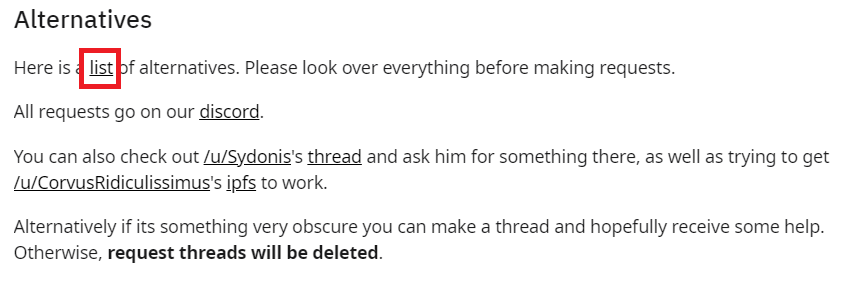 Alternatives
Here is a list of alternatives. Please look over everything before making requests.
All requests go on our discord.
You can also check out /u/Sydonis's thread and ask him for something there, as well as trying to get
/u/CorvusRidiculissimus's ipfs to work.
Alternatively if its something very obscure you can make a thread and hopefully receive some help.
Otherwise, request threads will be deleted.